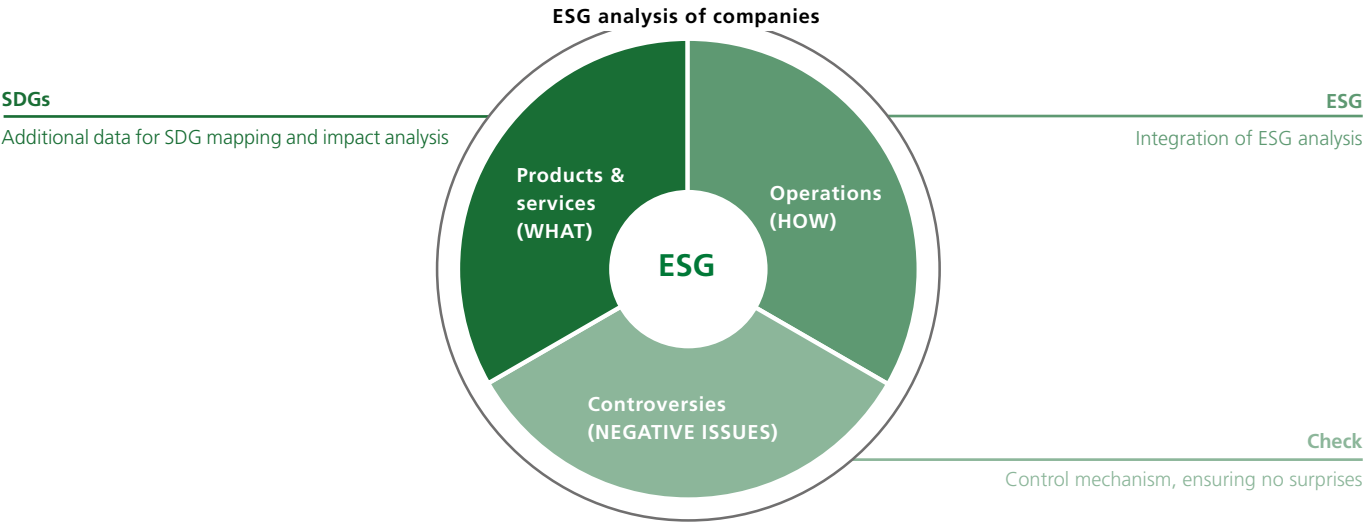 ESG analysis of companies
SDGs
Additional data for SDG mapping and impact analysis
ESG
Integration of ESG analysis
Products &
services
(WHAT)
Operations
(HOW)
ESG
Controversies
(NEGATIVE ISSUES)
Check
Control mechanism, ensuring no surprises